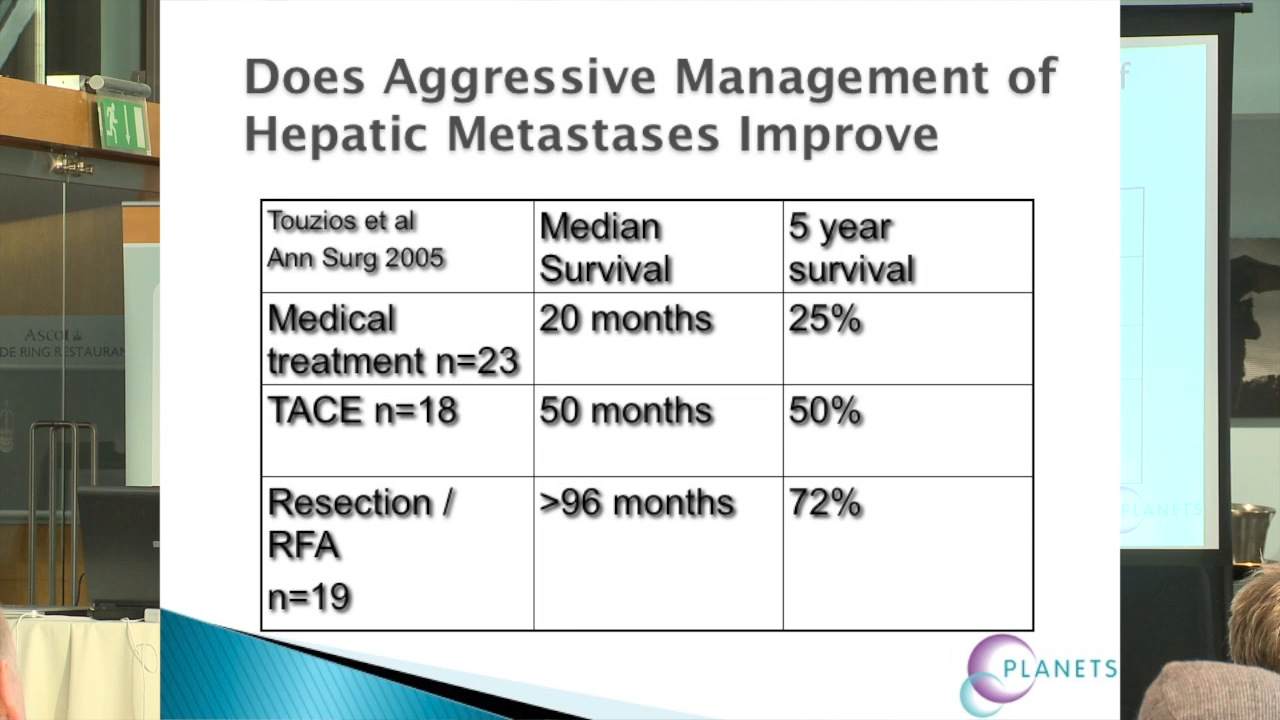 Does Aggressive Management of
Hepatic Metastases Improve
Touzios et al
Ann Surg 2005
Median
Survival
5 year
survival
Medical
treatment n=23
20 months
25%
TACE n=18
50 months
50%
Resection /
RFA
n=19
>96 months
72%
PLANETS
ASCOT
DE RING RESTAURAN
f
PLANETS